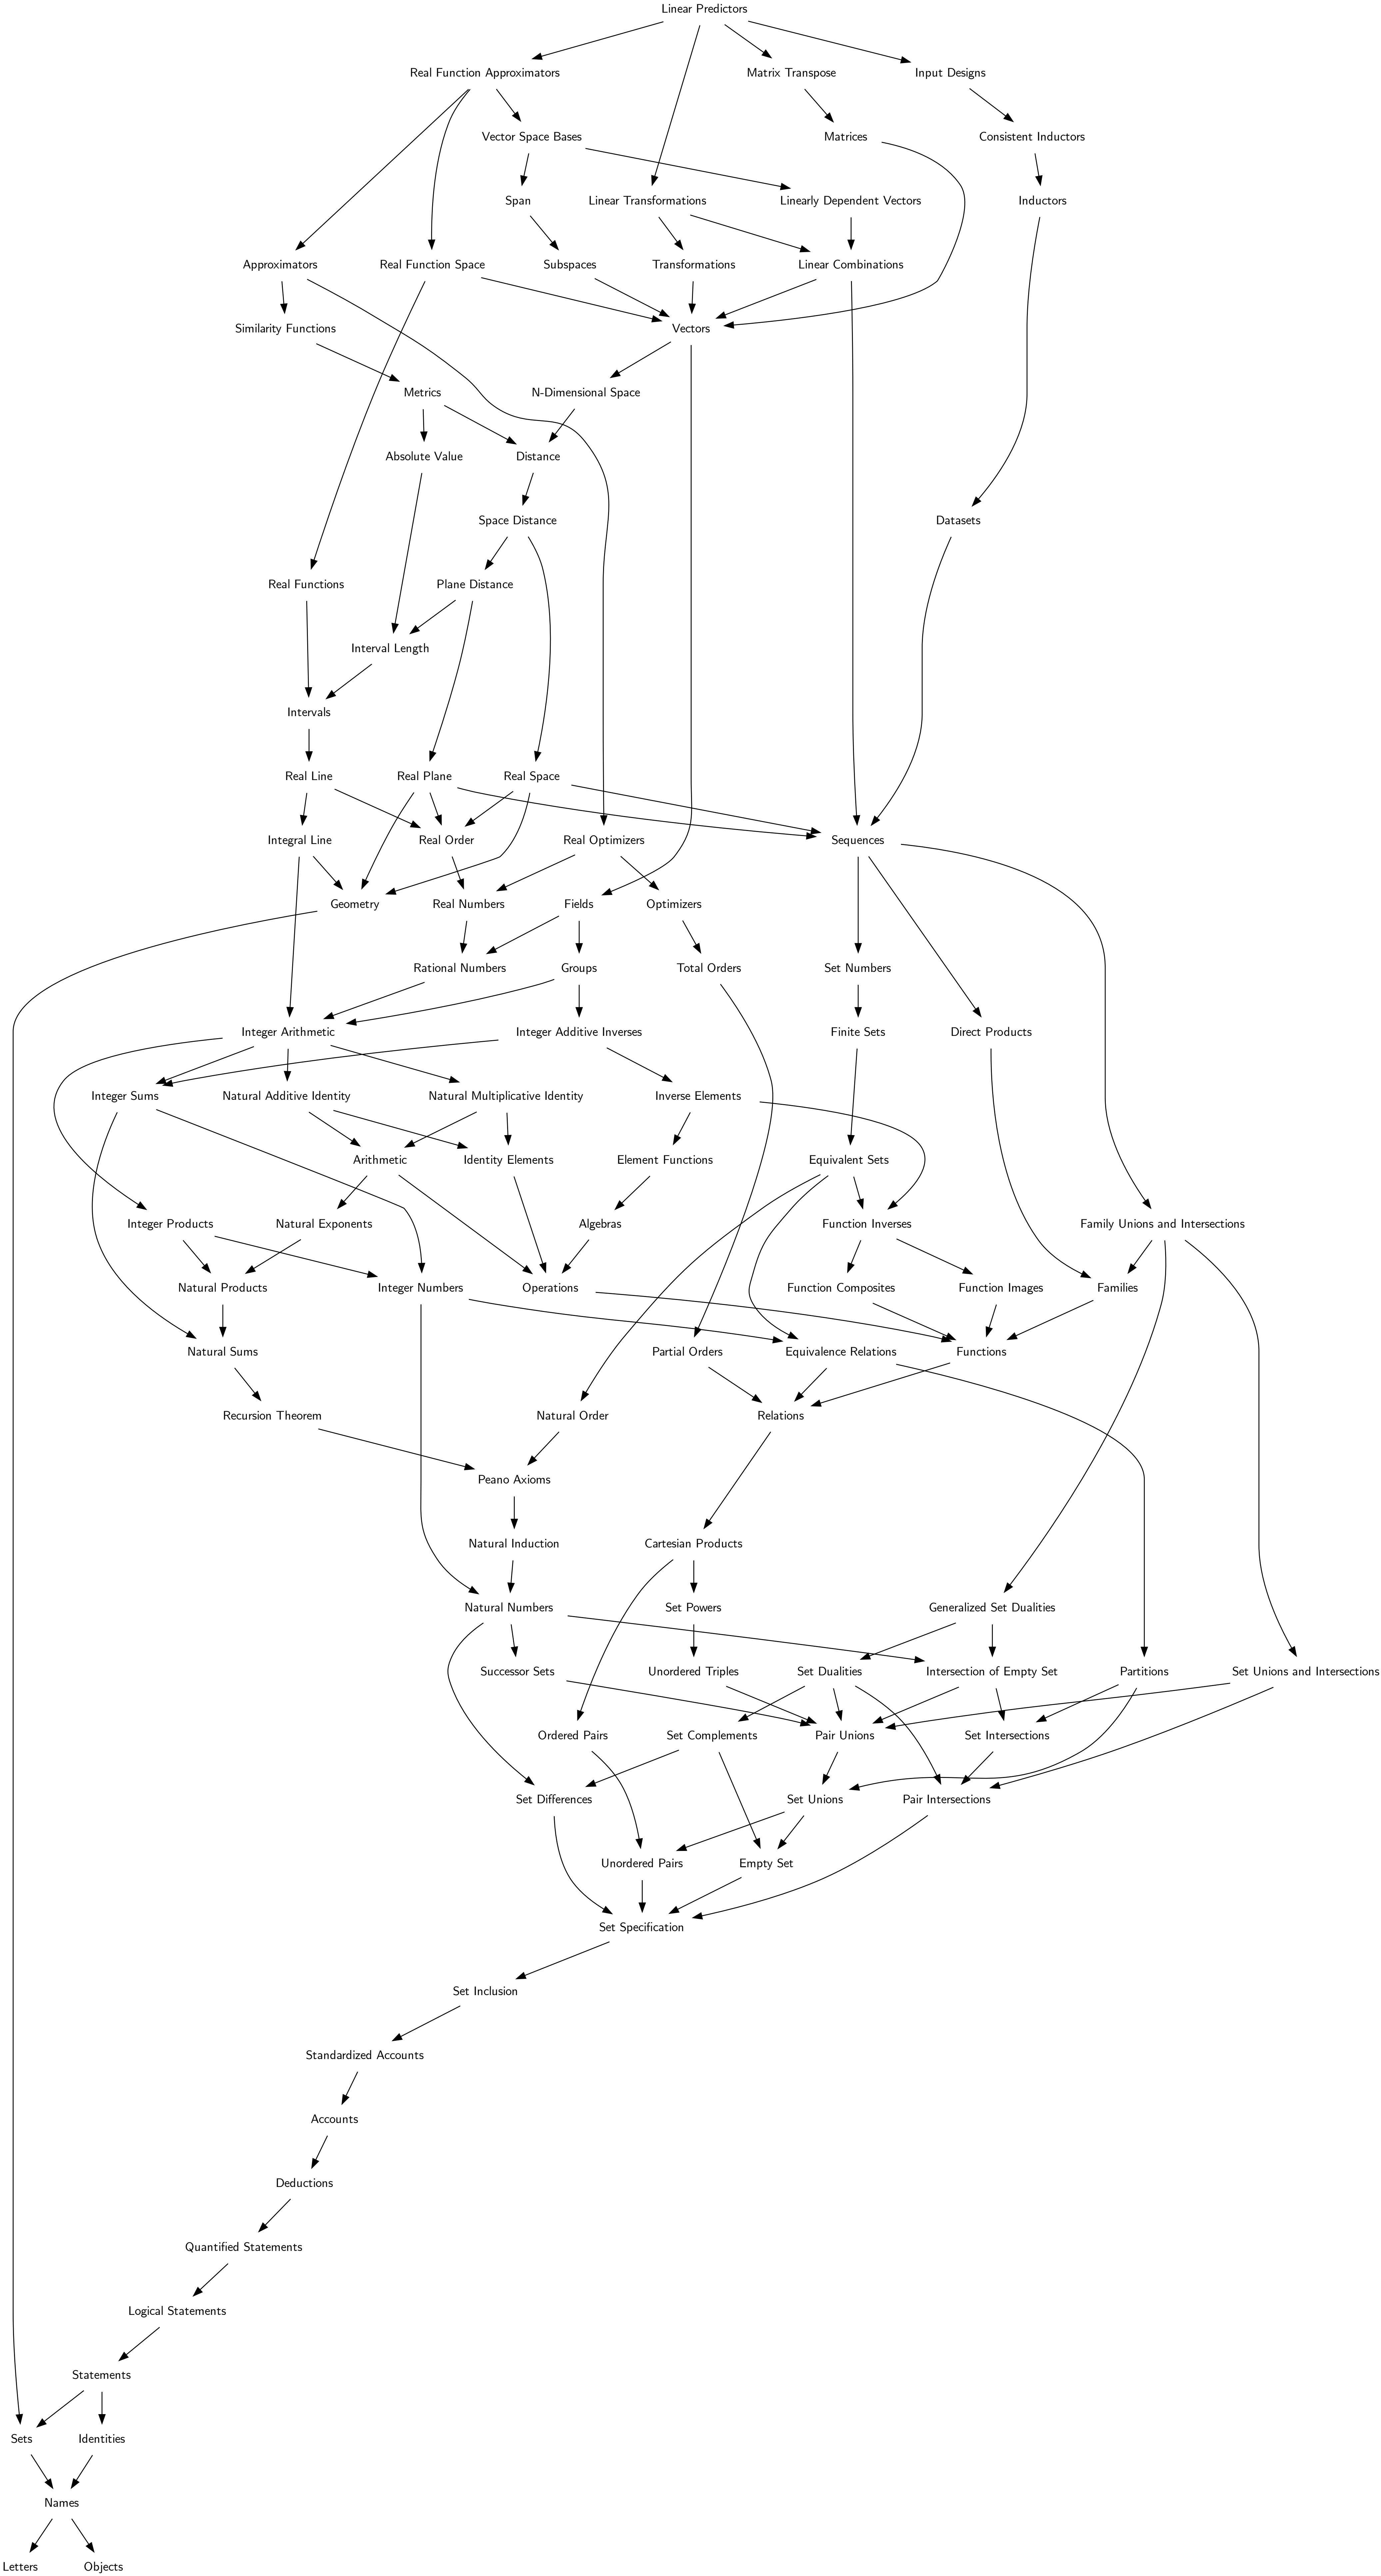 Linear Predictors
Real Function Approximators
Matrix Transpose
Input Designs
Vector Space Bases
Matrices
Consistent Inductors
Span
Linear Transformations
Linearly Dependent Vectors
Inductors
Approximators
Real Function Space
Subspaces
Transformations
Linear Combinations
Similarity Functions
Vectors
Metrics
N-Dimensional Space
Absolute Value
Distance
Space Distance
Datasets
Real Functions
Plane Distance
Interval Length
Intervals
Real Line
Real Plane
Real Space
Integral Line
Real Order
Real Optimizers
Sequences
Geometry
Real Numbers
Fields
Optimizers
Rational Numbers
Groups
Total Orders
Set Numbers
Integer Arithmetic
Integer Additive Inverses
Finite Sets
Direct Products
Integer Sums
Natural Additive Identity
Natural Multiplicative Identity
Inverse Elements
Arithmetic
Identity Elements
Element Functions
Equivalent Sets
Integer Products
Natural Exponents
Algebras
Function Inverses
Family Unions and Intersections
Natural Products
Integer Numbers
Operations
Function Composites
Function Images
Families
Natural Sums
Partial Orders
Equivalence Relations
Functions
Recursion Theorem
Natural Order
Relations
Peano Axioms
Natural Induction
Cartesian Products
Natural Numbers
Set Powers
Generalized Set Dualities
Successor Sets
Unordered Triples
Set Dualities
Intersection of Empty Set
Partitions
Set Unions and Intersections
Ordered Pairs
Set Complements
Pair Unions
Set Intersections
Set Differences
Set Unions
Pair Intersections
Unordered Pairs
Empty Set
Set Specification
Set Inclusion
Standardized Accounts
Accounts
Deductions
Quantified Statements
Logical Statements
Statements
Sets
Identities
Names
Letters
Objects